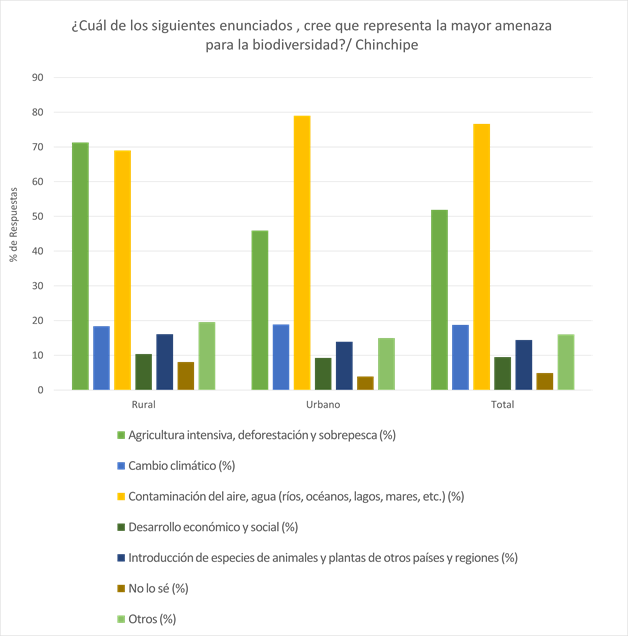 ¿Cuál de los siguientes enunciados , cree que representa la mayor amenaza
para la biodiversidad?/ Chinchipe
90
80
70
60
50
40
30
20
10
0
% de Respuestas
Rural
Urbano
Total
Agricultura intensiva, deforestación y sobrepesca (%)
Cambio climático (%)
Contaminación del aire, agua (ríos, océanos, lagos, mares, etc.) (%)
Desarrollo económico y social (%)
Introducción de especies de animales y plantas de otros países y regiones (%)
No lo sé (%)
Otros (%)